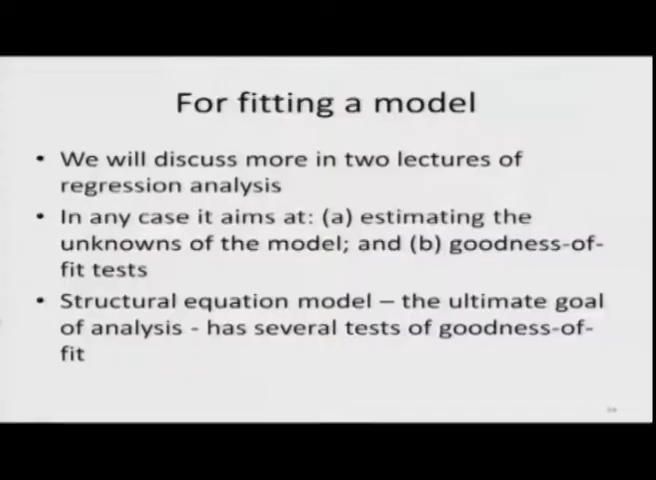 For fitting a model
• We will discuss more in two lectures of
regression analysis
• In any case it aims at: (a) estimating the
unknowns of the model; and (b) goodness-of-
fit tests
• Structural equation model – the ultimate goal
of analysis - has several tests of goodness-of-
fit